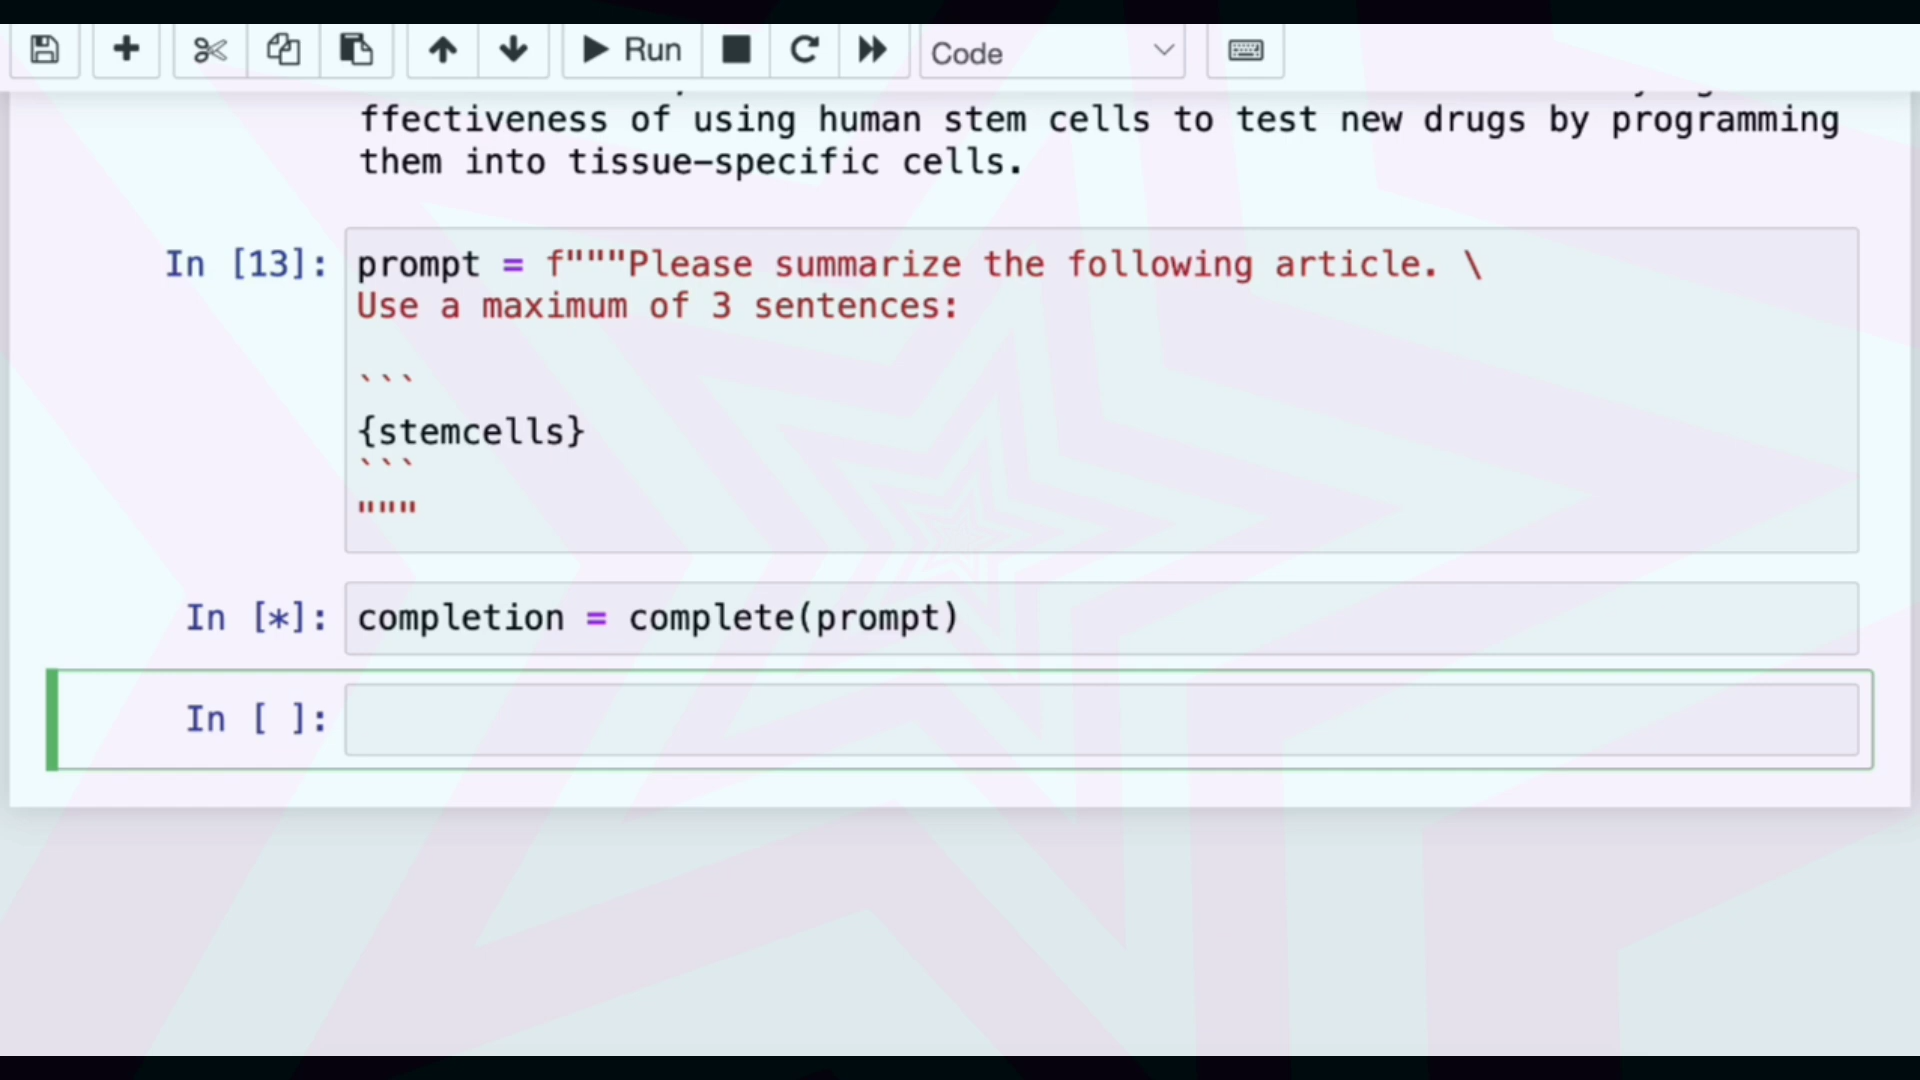 Run
Code
ffectiveness of using human stem cells to test new drugs by programming
them into tissue-specific cells.
In [13]: prompt = f"""Please summarize the following article. \
Use a maximum of 3 sentences:
```
{stemcells}
```
"""
In [*]: completion = complete(prompt)
In [ ]: